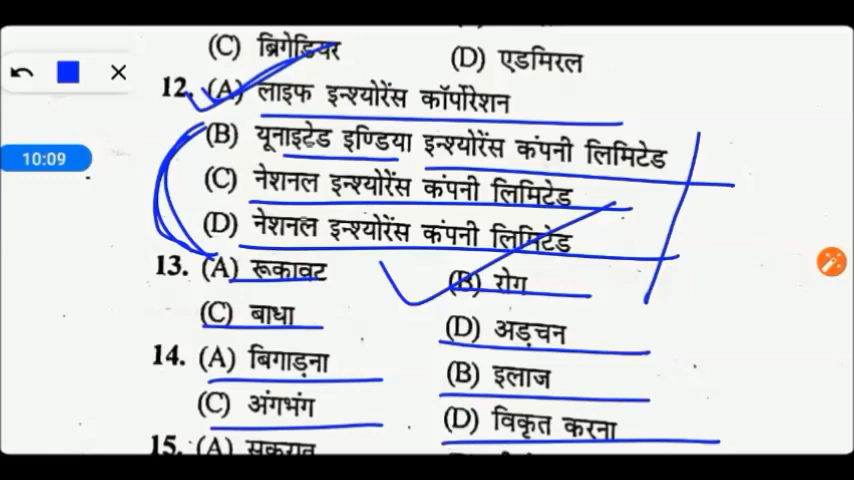 (C) ब्रिगेडियर (D) एडमिरल
12. (A) लाइफ इन्श्योरेंस कॉर्पोरेशन
(B) यूनाइटेड इण्डिया इन्श्योरेंस कंपनी लिमिटेड
10:09
(C) नेशनल इन्श्योरेंस कंपनी लिमिटेड
(D) नेशनल इन्श्योरेंस कंपनी लिमिटेड
13. (A) रूकावट (B) रोग
(C) बाधा (D) अड़चन
14. (A) बिगाड़ना (B) इलाज
(C) अंगभंग (D) विकृत करना
15. (A)